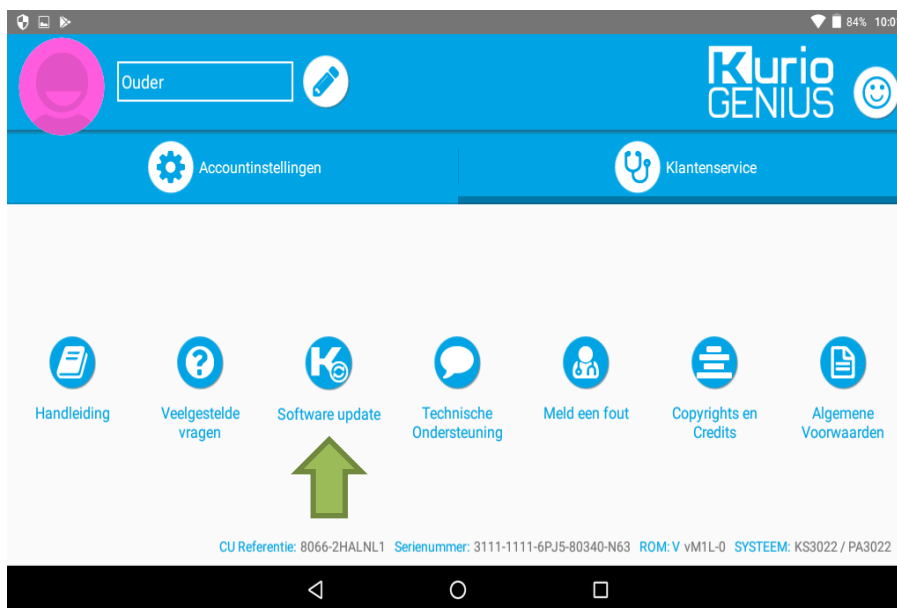 84% 10:0
Ouder
Kurio
GENIUS
Accountinstellingen
Klantenservice
Handleiding
Veelgestelde
vragen
Software update
Technische
Ondersteuning
Meld een fout
Copyrights en
Credits
Algemene
Voorwaarden
CU Referentie: 8066-2HALNL1 Serienummer: 3111-1111-6PJ5-80340-N63 ROM: V vM1L-0 SYSTEEM: KS3022 / PA3022